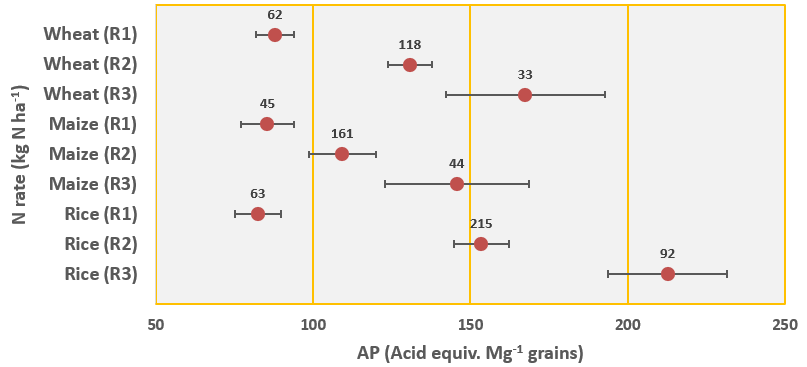 N rate (kg N ha⁻¹)
Wheat (R1)
62
Wheat (R2)
118
Wheat (R3)
33
Maize (R1)
45
Maize (R2)
161
Maize (R3)
44
Rice (R1)
63
Rice (R2)
215
Rice (R3)
92
50 100 150 200 250
AP (Acid equiv. Mg⁻¹ grains)